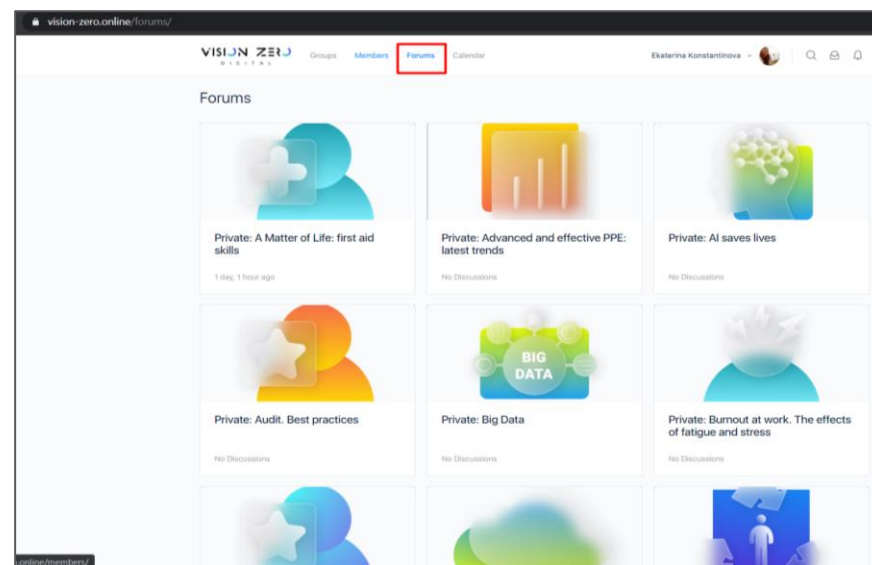 vision-zero.online/forums/
VISION ZERO
DIGITAL
Groups Members Forums Calendar Ekaterina Konstantinova
Forums
Private: A Matter of Life: first aid
skills
1 day, 1 hour ago
Private: Advanced and effective PPE:
latest trends
No Discussions
Private: AI saves lives
No Discussions
Private: Audit. Best practices
No Discussions
BIG
DATA
Private: Big Data
No Discussions
Private: Burnout at work. The effects
of fatigue and stress
No Discussions
.online/members/